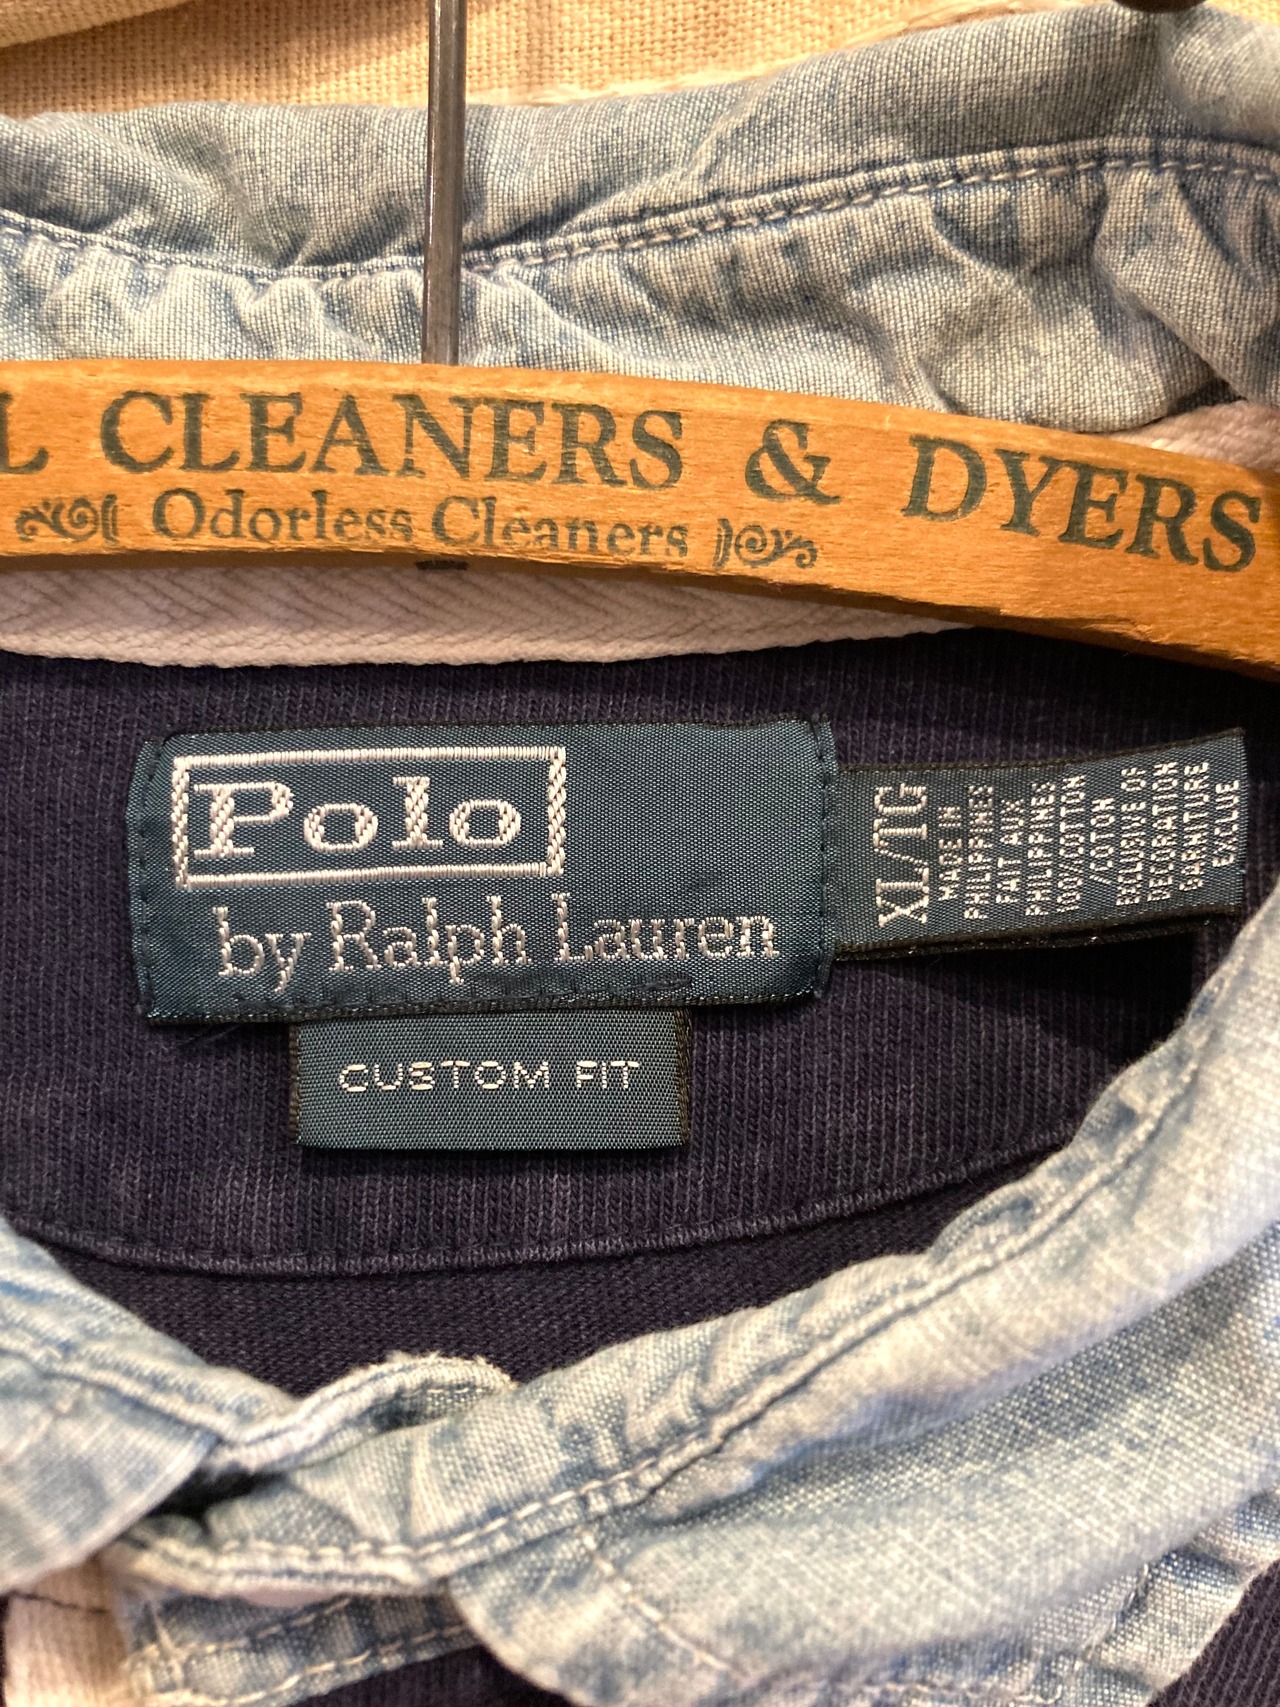 L CLEANERS & DYERS
Odorless Cleaners
Polo
by Ralph Lauren
CUSTOM FIT
XL/TG
MADE IN
PHILIPPINES
FAIT AUX
PHILIPPINES
100%COTTON
/COTON
EXCLUSIVE OF
DECORATION
GARNITURE
EXCLUE